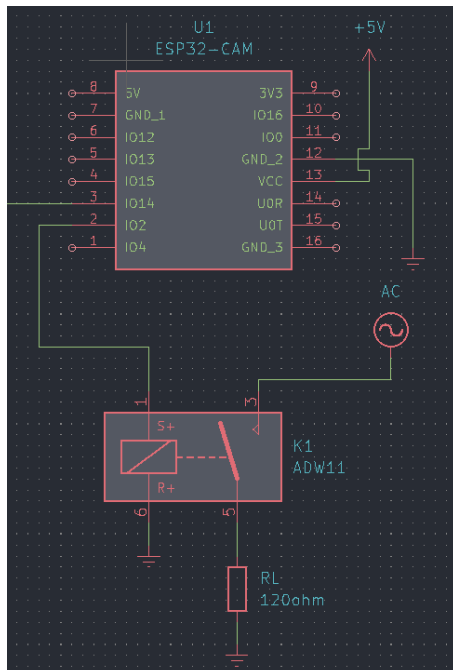 U1
ESP32-CAM
+5V
8 5V 3V3 9
7 GND_1 IO16 10
6 IO12 IO0 11
5 IO13 GND_2 12
4 IO15 VCC 13
3 IO14 U0R 14
2 IO2 U0T 15
1 IO4 GND_3 16
AC
1
3
S+
K1
ADW11
R+
6
5
RL
120ohm